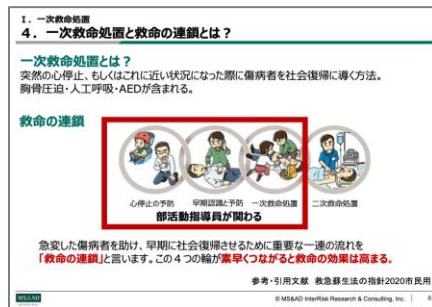 Ⅰ．一次救命処置
４．一次救命処置と救命の連鎖とは？
一次救命処置とは？
突然の心停止、もしくはこれに近い状況になった際に傷病者を社会復帰に導く方法。
胸骨圧迫・人工呼吸・AEDが含まれる。
救命の連鎖
心停止の予防 早期認識と予防 一次救命処置 二次救命処置
部活動指導員が関わる
急変した傷病者を助け、早期に社会復帰させるために重要な一連の流れを
「救命の連鎖」と言います。この４つの輪が素早くつながると救命の効果は高まる。
参考・引用文献 救急蘇生法の指針2020市民用
MS&AD © MS&AD InterRisk Research & Consulting, Inc. | 8